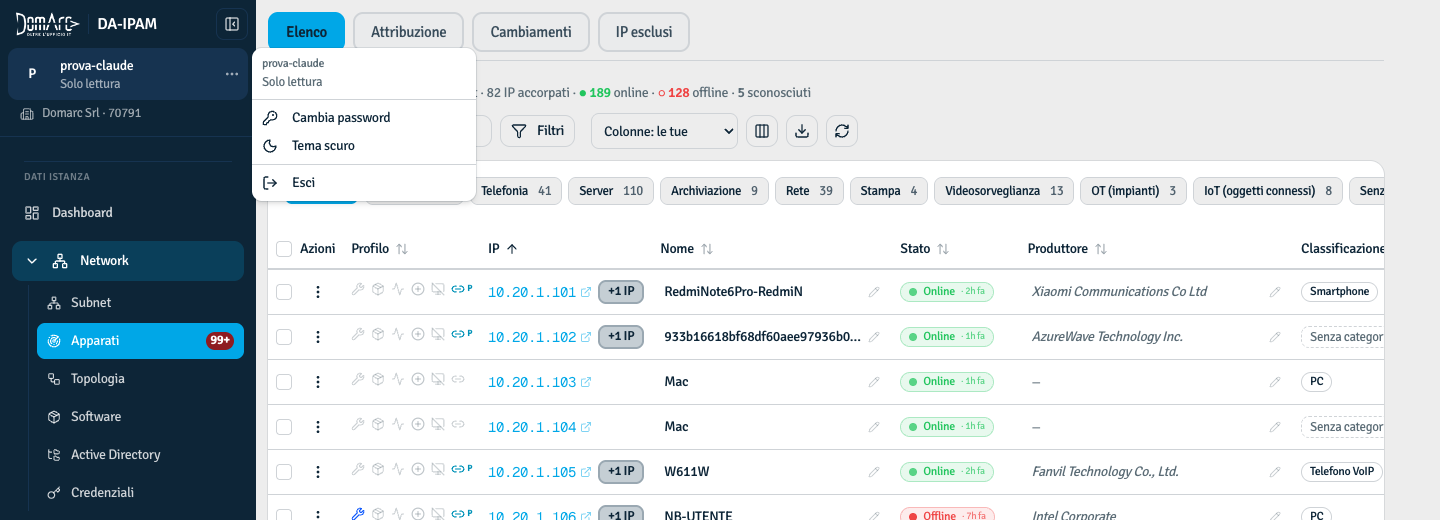 DomArc
OLTRE L'UFFICIO IT
DA-IPAM
P
prova-claude
Solo lettura
Domarc Srl · 70791
DATI ISTANZA
Dashboard
Network
Subnet
Apparati 99+
Topologia
Software
Active Directory
Credenziali
Elenco Attribuzione Cambiamenti IP esclusi
prova-claude
Solo lettura
Cambia password
Tema scuro
Esci
· 82 IP accorpati · 189 online · 128 offline · 5 sconosciuti
Filtri Colonne: le tue
Telefonia 41 Server 110 Archiviazione 9 Rete 39 Stampa 4 Videosorveglianza 13 OT (impianti) 3 IoT (oggetti connessi) 8 Senz
Azioni Profilo IP Nome Stato Produttore Classificazione
P 10.20.1.101 +1 IP RedmiNote6Pro-RedmiN Online · 2h fa Xiaomi Communications Co Ltd Smartphone
P 10.20.1.102 +1 IP 933b16618bf68df60aee97936b0... Online · 1h fa AzureWave Technology Inc. Senza categor
10.20.1.103 Mac Online · 1h fa – PC
10.20.1.104 Mac Online · 1h fa – Senza categor
P 10.20.1.105 +1 IP W611W Online · 2h fa Fanvil Technology Co., Ltd. Telefono VoIP
P 10.20.1.106 +1 IP NB-UTENTE Offline · 7h fa Intel Corporate PC